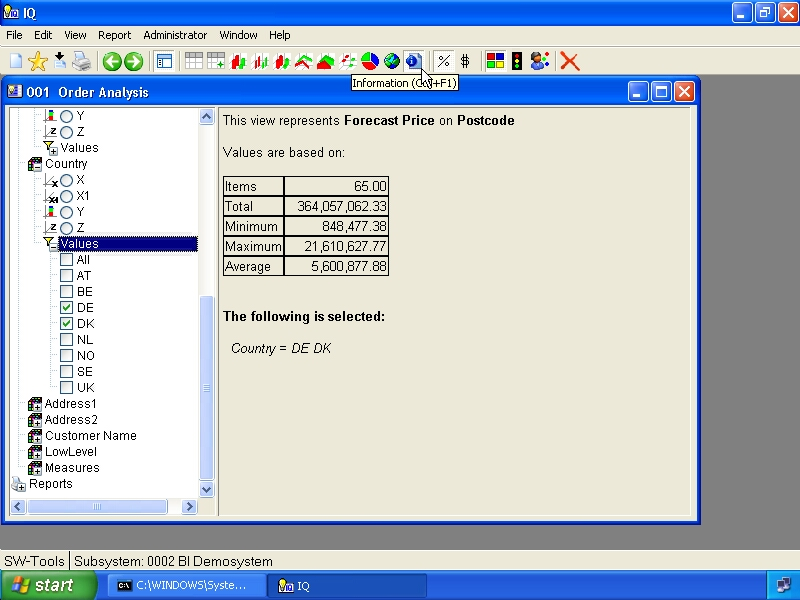 IQ
File Edit View Report Administrator Window Help
% $
Information (C +F1)
001 Order Analysis
Y
Z
Values
Country
X
X1
Y
Z
Values
All
AT
BE
DE
DK
NL
NO
SE
UK
Address1
Address2
Customer Name
LowLevel
Measures
Reports
This view represents Forecast Price on Postcode
Values are based on:
Items 65.00
Total 364,057,062.33
Minimum 848,477.38
Maximum 21,610,627.77
Average 5,600,877.88
The following is selected:
Country = DE DK
SW-Tools Subsystem: 0002 BI Demosystem
start C:\WINDOWS\Syste... IQ